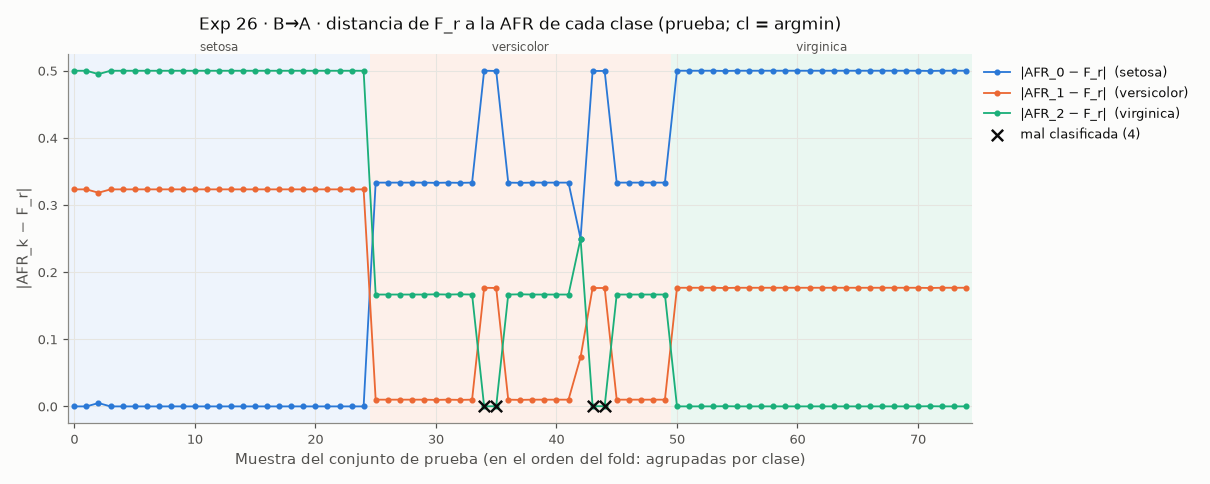 Exp 26 · B→A · distancia de F_r a la AFR de cada clase (prueba; cl = argmin)
setosa
versicolor
virginica
|AFR_0 − F_r| (setosa)
|AFR_1 − F_r| (versicolor)
|AFR_2 − F_r| (virginica)
mal clasificada (4)
|AFR_k − F_r|
0.5
0.4
0.3
0.2
0.1
0.0
0 10 20 30 40 50 60 70
Muestra del conjunto de prueba (en el orden del fold: agrupadas por clase)